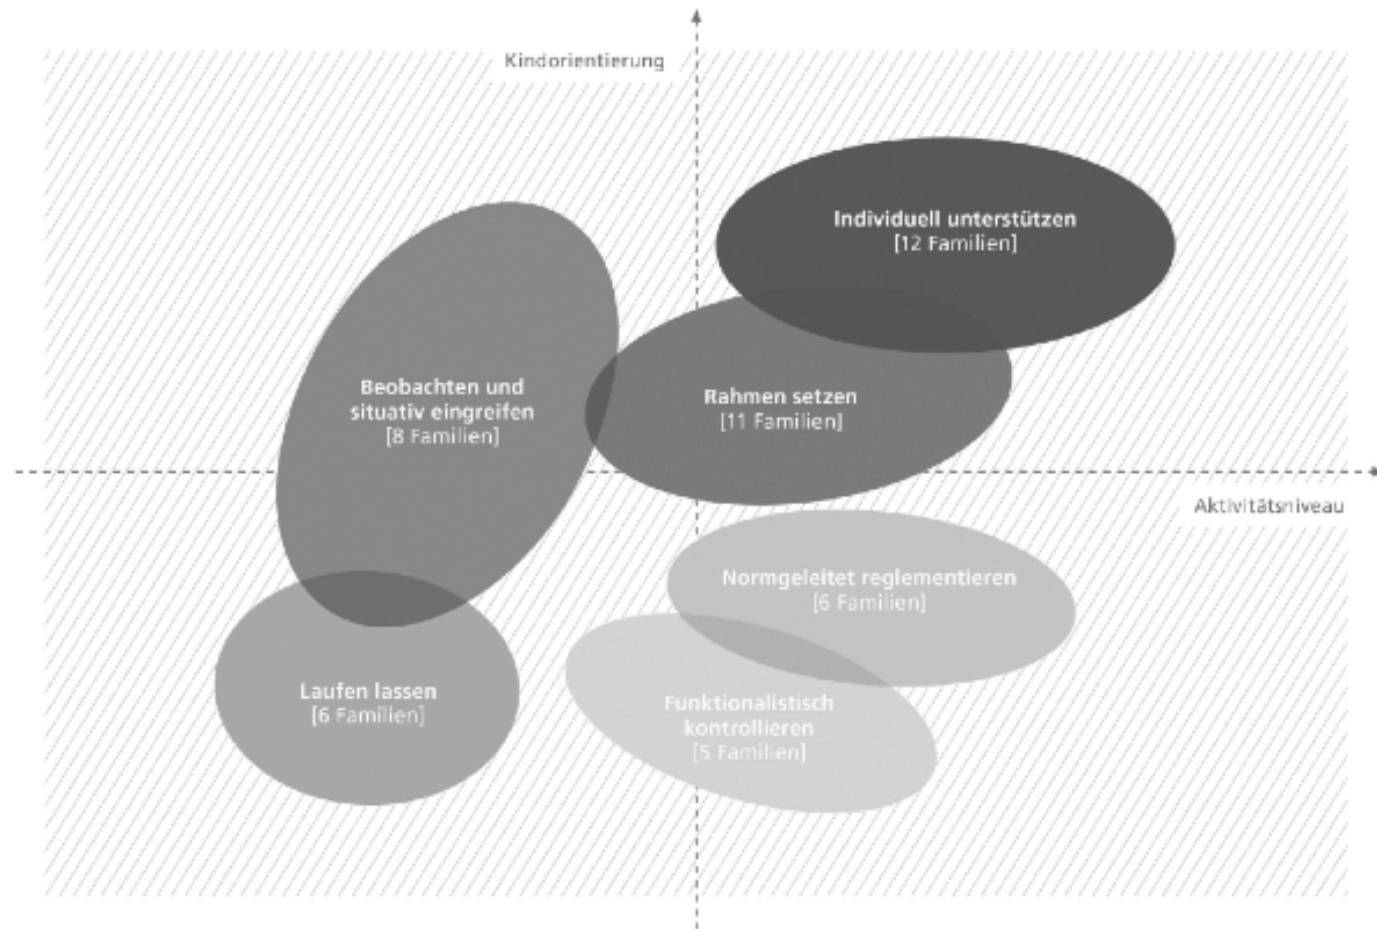 Kindorientierung
Individuell unterstützen
[12 Familien]
Beobachten und
situativ eingreifen
[8 Familien]
Rahmen setzen
[11 Familien]
Aktivitätsniveau
Normgeleitet reglementieren
[6 Familien]
Laufen lassen
[6 Familien]
Funktionalistisch
kontrollieren
[5 Familien]